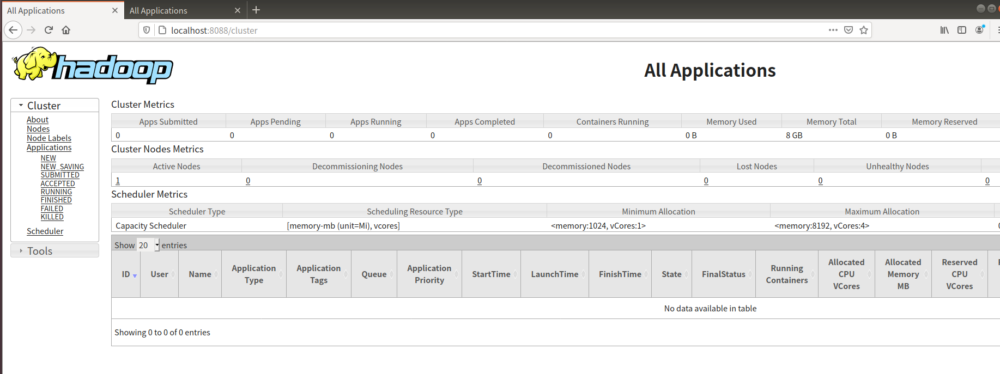 All Applications
All Applications
localhost:8088/cluster
hadoop
All Applications
Cluster
About
Nodes
Node Labels
Applications
NEW
NEW_SAVING
SUBMITTED
ACCEPTED
RUNNING
FINISHED
FAILED
KILLED
Scheduler
Tools
Cluster Metrics
Apps Submitted Apps Pending Apps Running Apps Completed Containers Running Memory Used Memory Total Memory Reserved
0 0 0 0 0 0 B 8 GB 0 B
Cluster Nodes Metrics
Active Nodes Decommissioning Nodes Decommissioned Nodes Lost Nodes Unhealthy Nodes
1 0 0 0 0 0
Scheduler Metrics
Scheduler Type Scheduling Resource Type Minimum Allocation Maximum Allocation
Capacity Scheduler [memory-mb (unit=Mi), vcores] <memory:1024, vCores:1> <memory:8192, vCores:4>
Show 20 entries
ID User Name Application Type Application Tags Queue Application Priority StartTime LaunchTime FinishTime State FinalStatus Running Containers Allocated CPU VCores Allocated Memory MB Reserved CPU VCores
No data available in table
Showing 0 to 0 of 0 entries